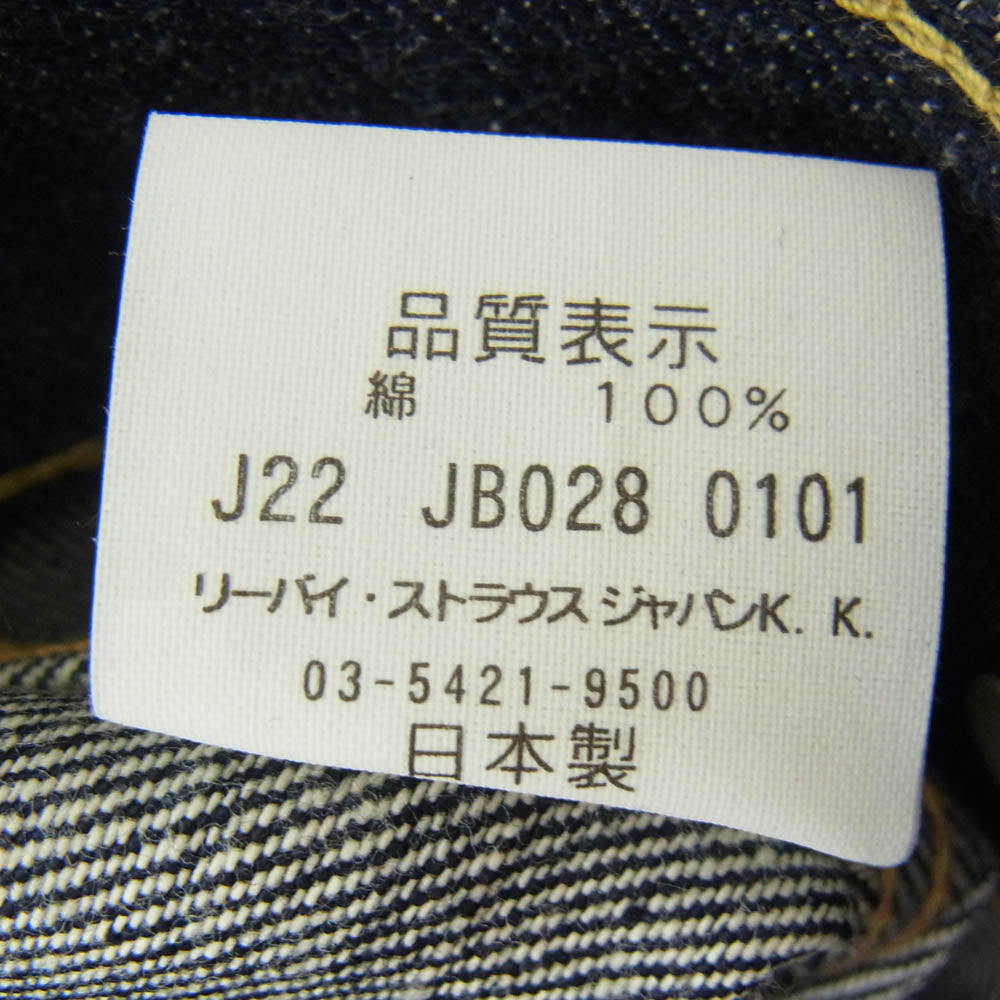 品質表示
綿 100%
J22 JB028 0101
リーバイ・ストラウス ジャパンK. K.
03-5421-9500
日本製